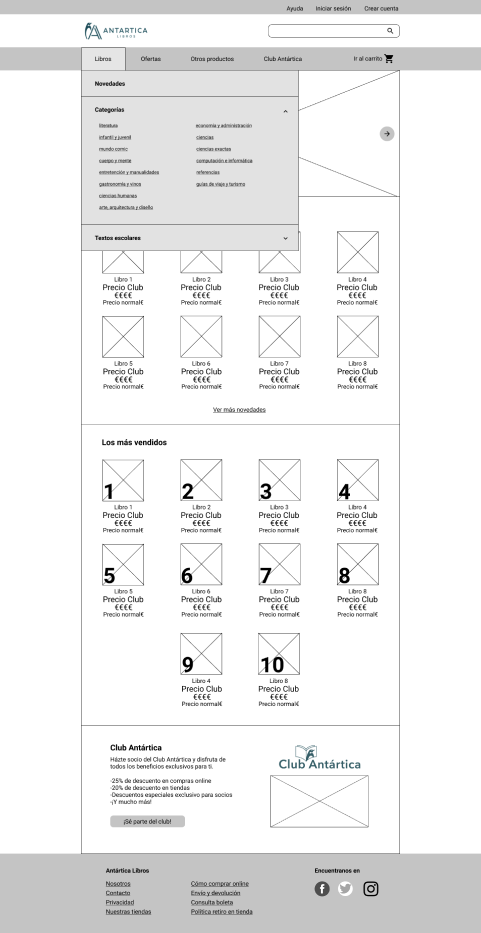 Ayuda Iniciar sesión Crear cuenta
ANTARTICA
LIBROS
Libros Ofertas Otros productos Club Antártica Ir al carrito
Novedades
Categorías
literatura economía y administración
infantil y juvenil ciencias
mundo comic ciencias exactas
cuerpo y mente computación e informática
entretención y manualidades referencias
gastronomía y vinos guías de viaje y turismo
ciencias humanas
arte, arquitectura y diseño
Textos escolares
Libro 1 Libro 2 Libro 3 Libro 4
Precio Club Precio Club Precio Club Precio Club
€€€€ €€€€ €€€€ €€€€
Precio normal€ Precio normal€ Precio normal€ Precio normal€
Libro 5 Libro 6 Libro 7 Libro 8
Precio Club Precio Club Precio Club Precio Club
€€€€ €€€€ €€€€ €€€€
Precio normal€ Precio normal€ Precio normal€ Precio normal€
Ver más novedades
Los más vendidos
1 2 3 4
Libro 1 Libro 2 Libro 3 Libro 4
Precio Club Precio Club Precio Club Precio Club
€€€€ €€€€ €€€€ €€€€
Precio normal€ Precio normal€ Precio normal€ Precio normal€
5 6 7 8
Libro 5 Libro 6 Libro 7 Libro 8
Precio Club Precio Club Precio Club Precio Club
€€€€ €€€€ €€€€ €€€€
Precio normal€ Precio normal€ Precio normal€ Precio normal€
9 10
Libro 4 Libro 8
Precio Club Precio Club
€€€€ €€€€
Precio normal€ Precio normal€
Club Antártica
Házte socio del Club Antártica y disfruta de
todos los beneficios exclusivos para ti.
-25% de descuento en compras online
-20% de descuento en tiendas
-Descuentos especiales exclusivo para socios
-¡Y mucho más!
¡Sé parte del club!
Club Antártica
Antártica Libros Encuentranos en
Nosotros Cómo comprar online
Contacto Envío y devolución
Privacidad Consulta boleta
Nuestras tiendas Política retiro en tienda